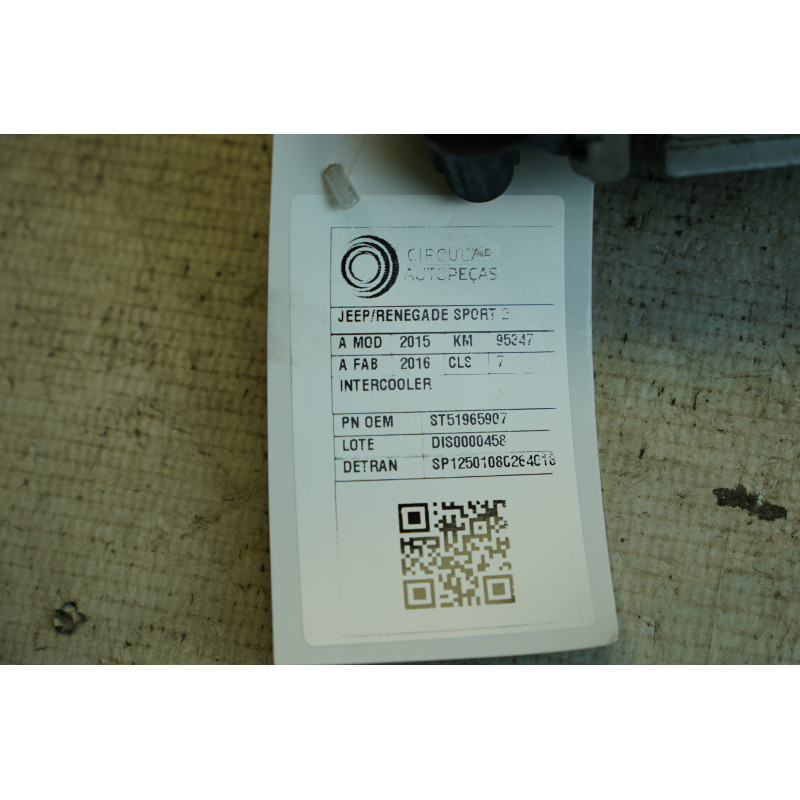 CIRCULAR
AUTOPEÇAS
JEEP/RENEGADE SPORT 2
A MOD 2015 KM 95347
A FAB 2016 CLS 7
INTERCOOLER
PN OEM ST51965907
LOTE DIS0000458
DETRAN